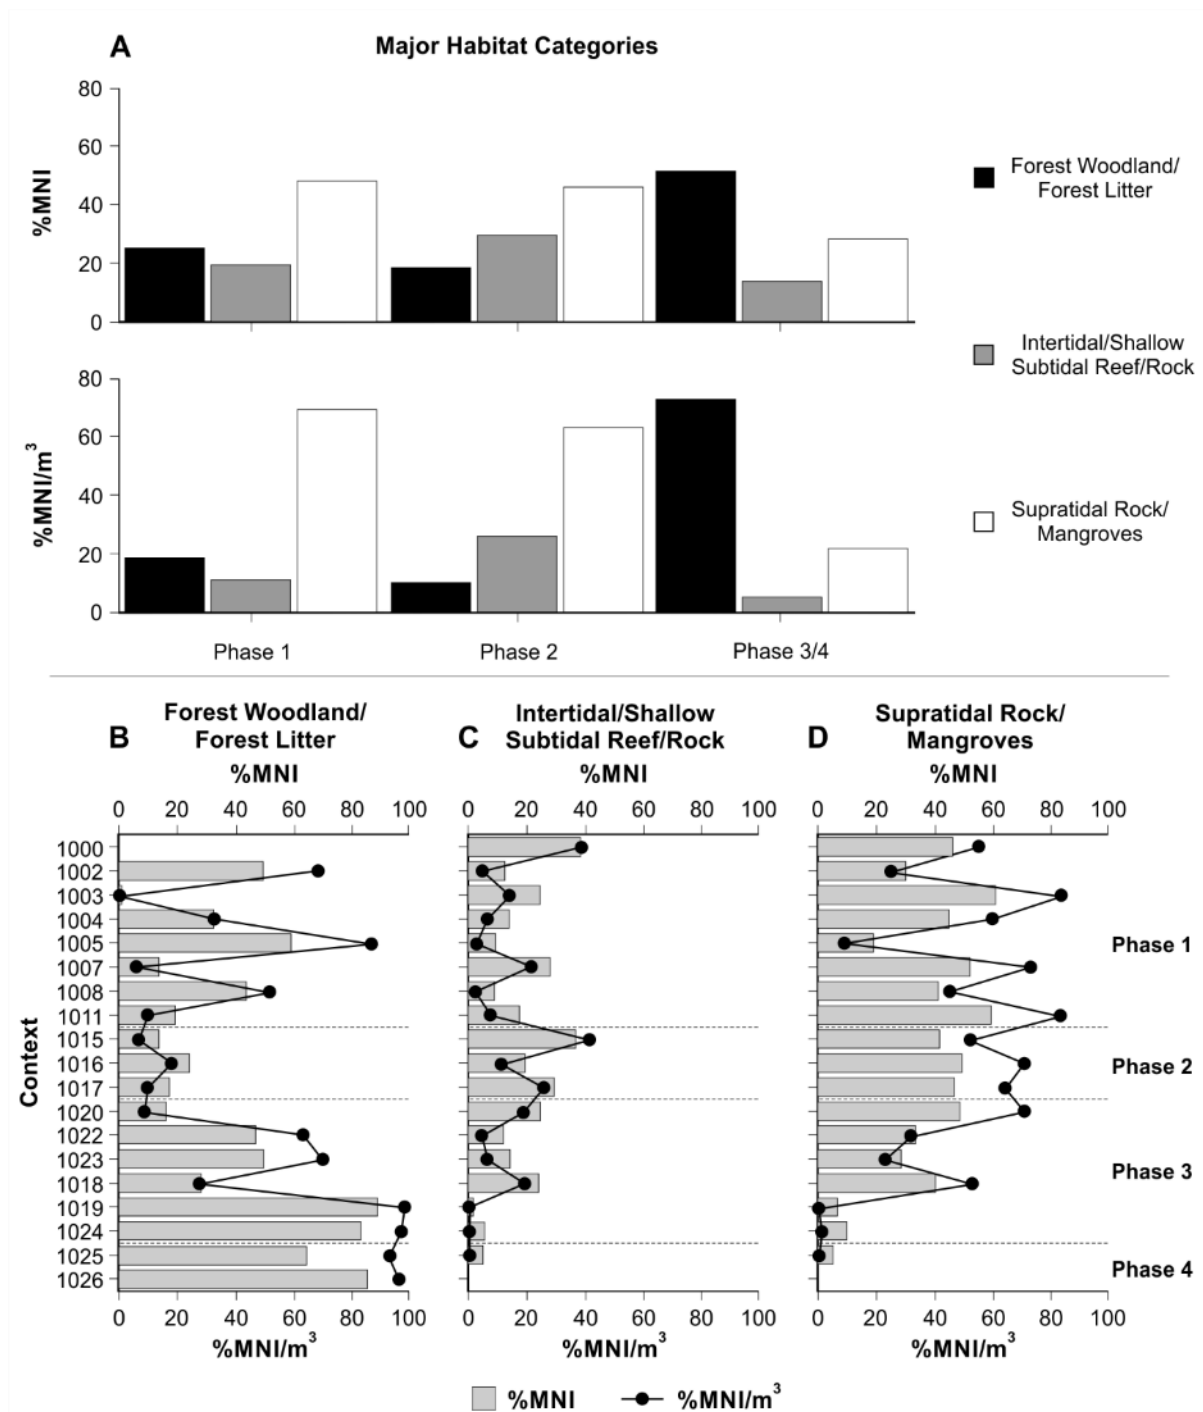 A
Major Habitat Categories
%MNI
80
60
40
20
0
Forest Woodland/
Forest Litter
Intertidal/Shallow
Subtidal Reef/Rock
Supratidal Rock/
Mangroves
%MNI/m³
80
60
40
20
0
Phase 1
Phase 2
Phase 3/4
B
Forest Woodland/
Forest Litter
%MNI
0 20 40 60 80 100
C
Intertidal/Shallow
Subtidal Reef/Rock
%MNI
0 20 40 60 80 100
D
Supratidal Rock/
Mangroves
%MNI
0 20 40 60 80 100
Context
1000
1002
1003
1004
1005
1007
1008
1011
1015
1016
1017
1020
1022
1023
1018
1019
1024
1025
1026
Phase 1
Phase 2
Phase 3
Phase 4
0 20 40 60 80 100
%MNI/m³
0 20 40 60 80 100
%MNI/m³
0 20 40 60 80 100
%MNI/m³
%MNI
%MNI/m³